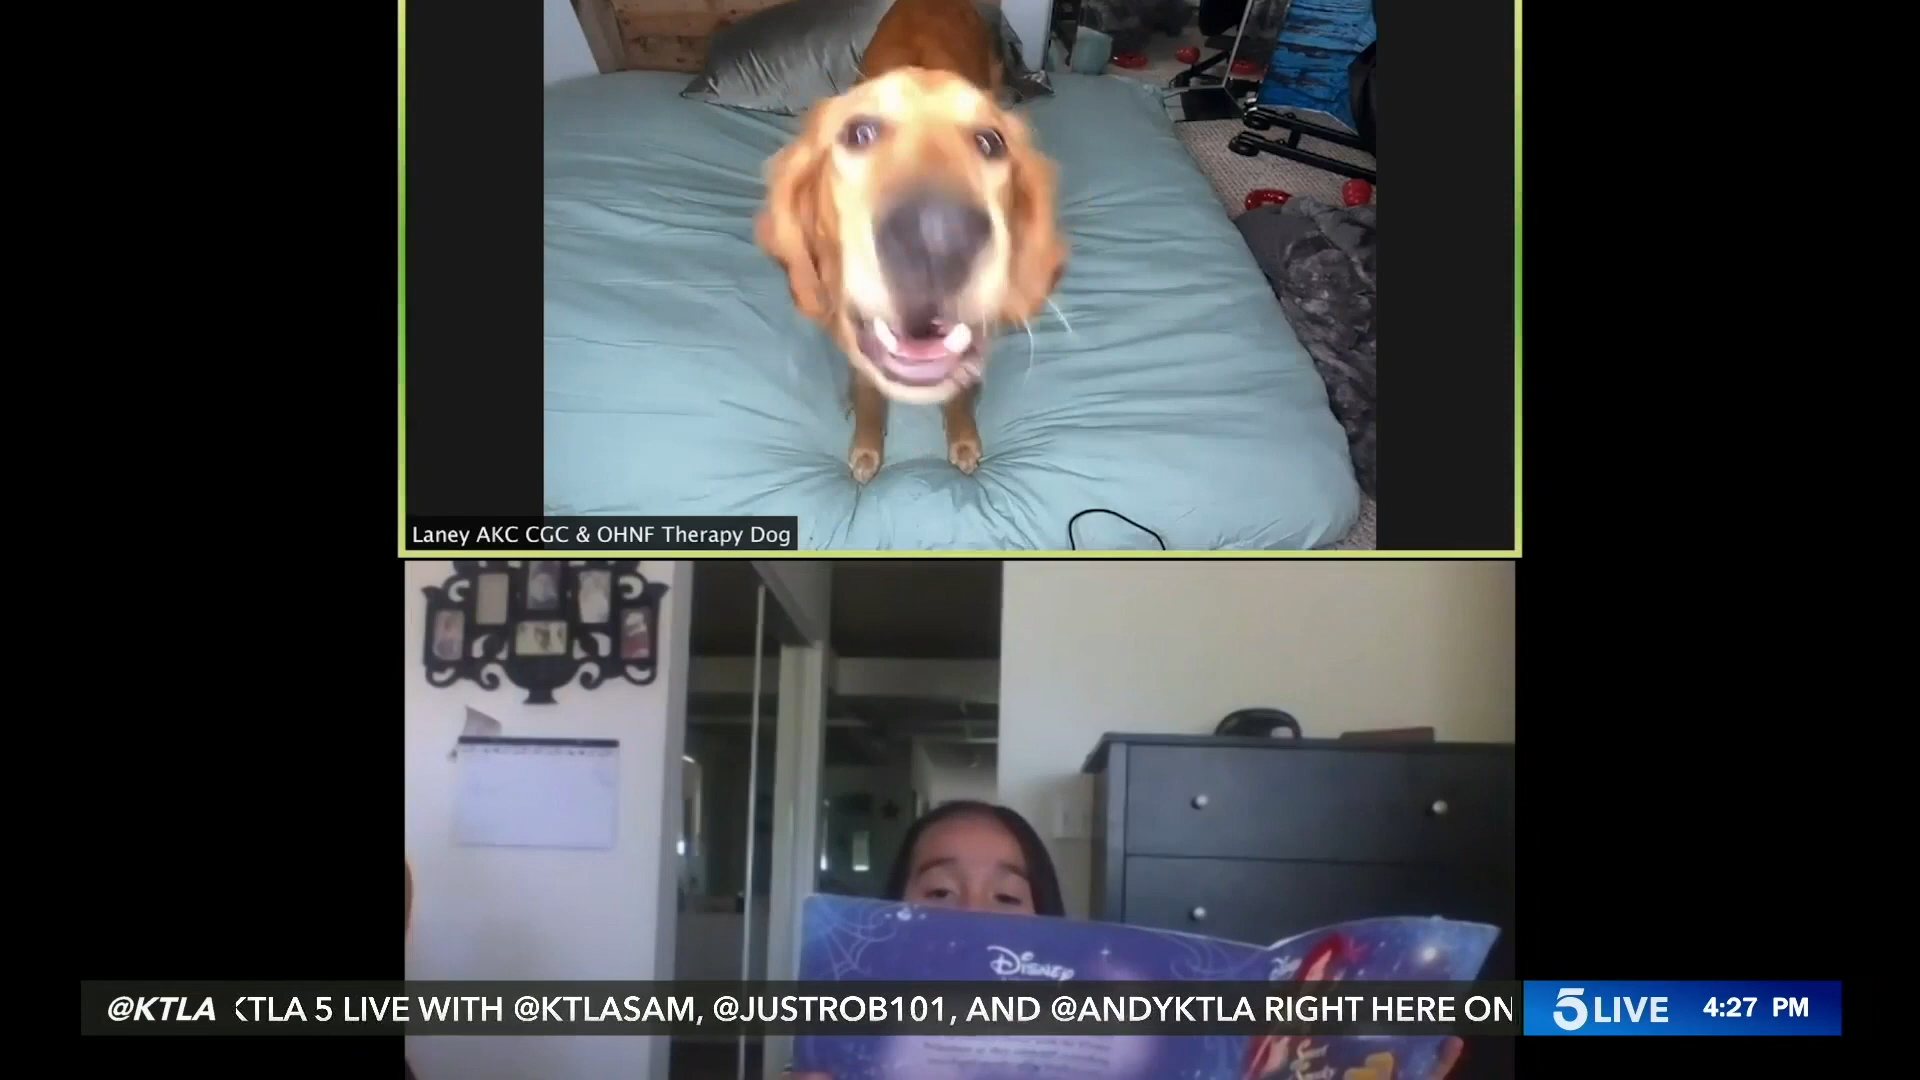 Laney AKC CGC & OHNF Therapy Dog
Disney
@KTLA KTLA 5 LIVE WITH @KTLASAM, @JUSTROB101, AND @ANDYKTLA RIGHT HERE ON
5 LIVE 4:27 PM